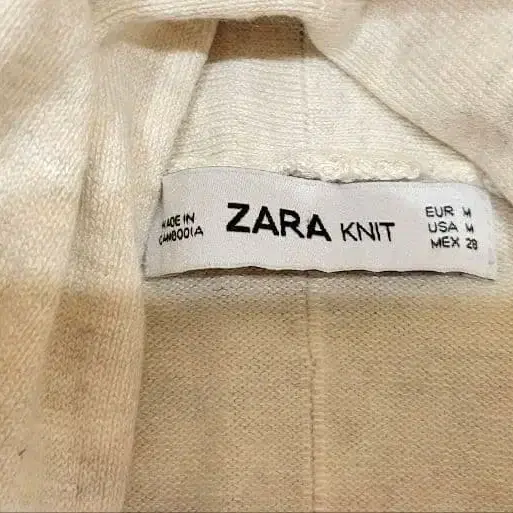 MADE IN
CAMBODIA
ZARA KNIT
EUR M
USA M
MEX 28